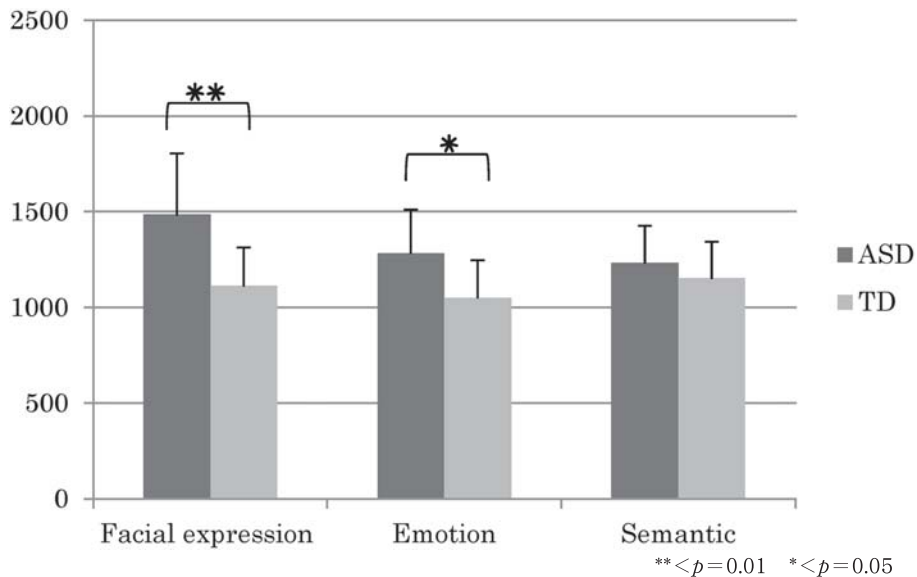 2500
2000
1500
1000
500
0
**
*
ASD
TD
Facial expression
Emotion
Semantic
**<p=0.01 *<p=0.05